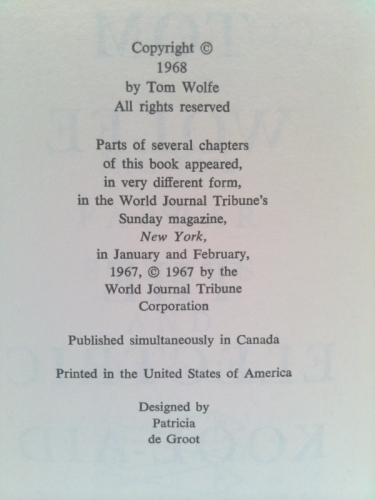 Copyright ©
1968
by Tom Wolfe
All rights reserved
Parts of several chapters
of this book appeared,
in very different form,
in the World Journal Tribune's
Sunday magazine,
New York,
in January and February,
1967, © 1967 by the
World Journal Tribune
Corporation
Published simultaneously in Canada
Printed in the United States of America
Designed by
Patricia
de Groot